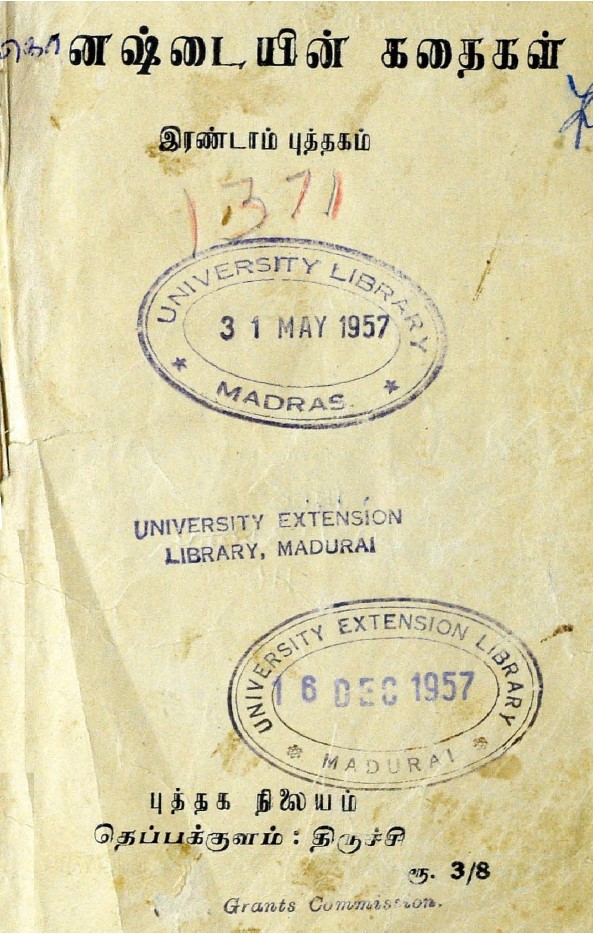 கொனஷ்டையின் கதைகள்
இரண்டாம் புத்தகம்
1371
UNIVERSITY LIBRARY
31 MAY 1957
MADRAS
UNIVERSITY EXTENSION
LIBRARY, MADURAI
UNIVERSITY EXTENSION LIBRARY
16 DEC 1957
MADURAI
புத்தக நிலையம்
தெப்பக்குளம் : திருச்சி
ரூ. 3/8
Grants Commission.